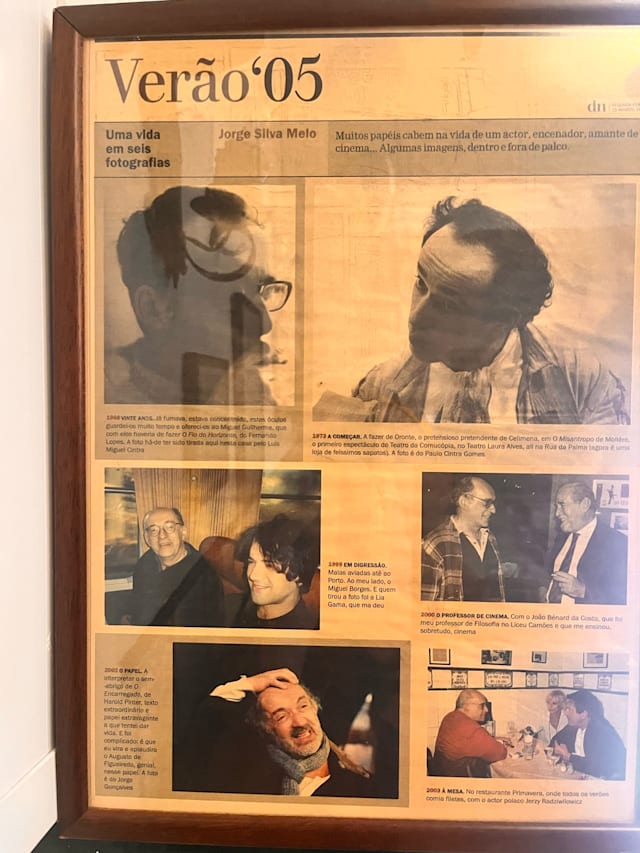 Verão‘05
dn
Uma vida
em seis
fotografias
Jorge Silva Melo
Muitos papéis cabem na vida de um actor, encenador, amante de
cinema... Algumas imagens, dentro e fora de palco.
VINTE ANOS. Já fumava, estava concentrado, estes óculos
guardei-os muito tempo e ofereci-os ao Miguel Guilherme, que
com eles haveria de fazer O Fio do Horizonte, do Fernando
Lopes. A foto há-de ter sido tirada aqui nesta casa pelo Luís
Miguel Cintra
1973 A COMEÇAR. A fazer de Oronte, o pretensioso pretendente de Celimena, em O Misantropo de Molière,
o primeiro espectáculo do Teatro da Cornucópia, no Teatro Laura Alves, ali na Rua da Palma (agora é uma
loja de feíssimos sapatos). A foto é do Paulo Cintra Gomes
1999 EM DIGRESSÃO.
Malas aviadas até ao
Porto. Ao meu lado, o
Miguel Borges. E quem
tirou a foto foi a Lia
Gama, que ma deu
2000 O PROFESSOR DE CINEMA. Com o João Bénard da Costa, que foi
meu professor de Filosofia no Liceu Camões e que me ensinou,
sobretudo, cinema
O PAPEL. A
interpretar o sem-
-abrigo de O
Encarregado, de
Harold Pinter, texto
extraordinário e
papel extravagante
a que tentei dar
vida. E foi
complicado: é que
eu vira e aplaudira
o Augusto de
Figueiredo, genial,
nesse papel. A foto
é do Jorge
Gonçalves
2003 À MESA. No restaurante Primavera, onde todos os verões
comia filetes, com o actor polaco Jerzy Radziwilowicz